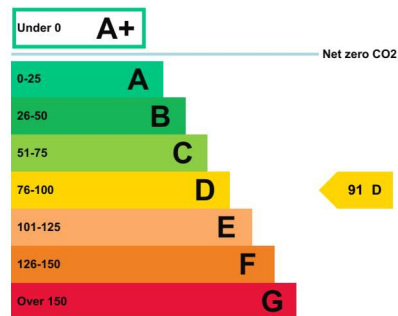 Under 0 A+
Net zero CO2
0-25 A
26-50 B
51-75 C
76-100 D
91 D
101-125 E
126-150 F
Over 150 G